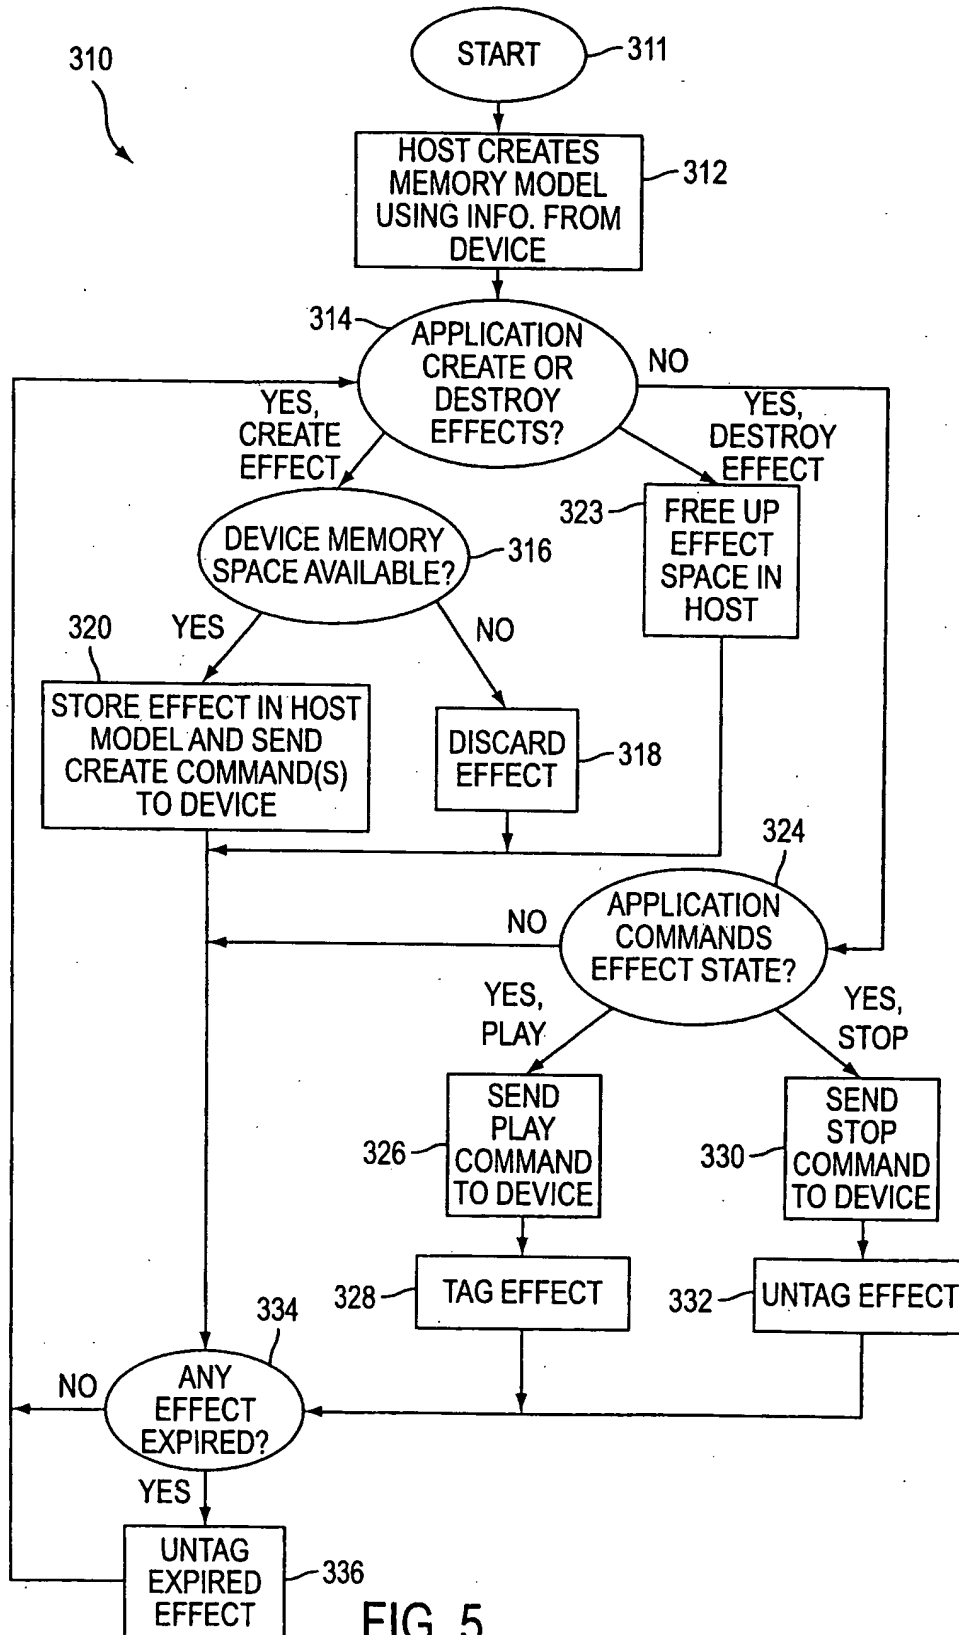 310
START
311
HOST CREATES
MEMORY MODEL
USING INFO. FROM
DEVICE
312
314
APPLICATION
CREATE OR
DESTROY
EFFECTS?
NO
YES,
CREATE
EFFECT
YES,
DESTROY
EFFECT
DEVICE MEMORY
SPACE AVAILABLE?
316
323
FREE UP
EFFECT
SPACE IN
HOST
320
YES
NO
STORE EFFECT IN HOST
MODEL AND SEND
CREATE COMMAND(S)
TO DEVICE
DISCARD
EFFECT
318
324
APPLICATION
COMMANDS
EFFECT STATE?
NO
YES,
PLAY
YES,
STOP
326
SEND
PLAY
COMMAND
TO DEVICE
330
SEND
STOP
COMMAND
TO DEVICE
328
TAG EFFECT
332
UNTAG EFFECT
334
ANY
EFFECT
EXPIRED?
NO
YES
UNTAG
EXPIRED
EFFECT
336
FIG. 5